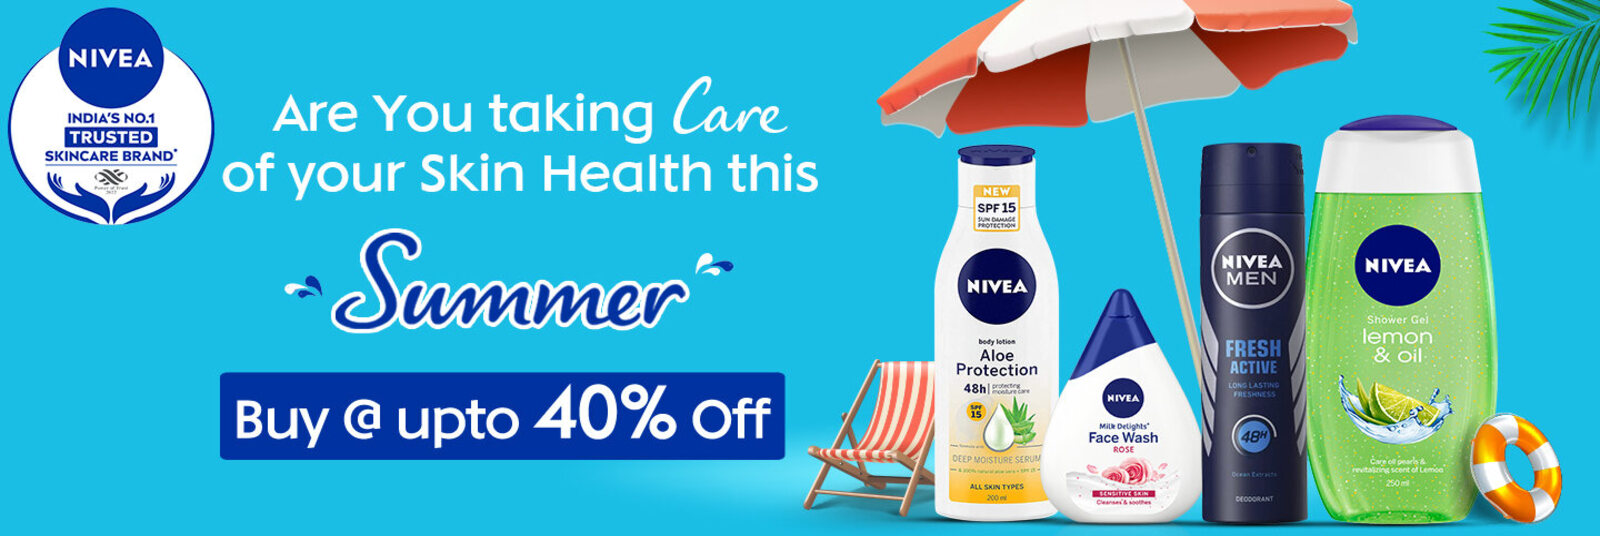 NIVEA
INDIA'S NO.1
TRUSTED
SKINCARE BRAND*
Are You taking Care
of your Skin Health this
Summer
Buy @ upto 40% Off
NEW
SPF 15
SUN DAMAGE
PROTECTION
NIVEA
body lotion
Aloe
Protection
48h protecting
moisture care
SPF
15
DEEP MOISTURE SERUM
ALL SKIN TYPES
200 ml
NIVEA
Milk Delights
Face Wash
ROSE
SENSITIVE SKIN
Cleanses & soothes
NIVEA
MEN
FRESH
ACTIVE
LONG LASTING
FRESHNESS
48H
Ocean Extracts
DEODORANT
NIVEA
Shower Gel
lemon
& oil
Care oil pearls &
revitalizing scent of Lemon
250 ml